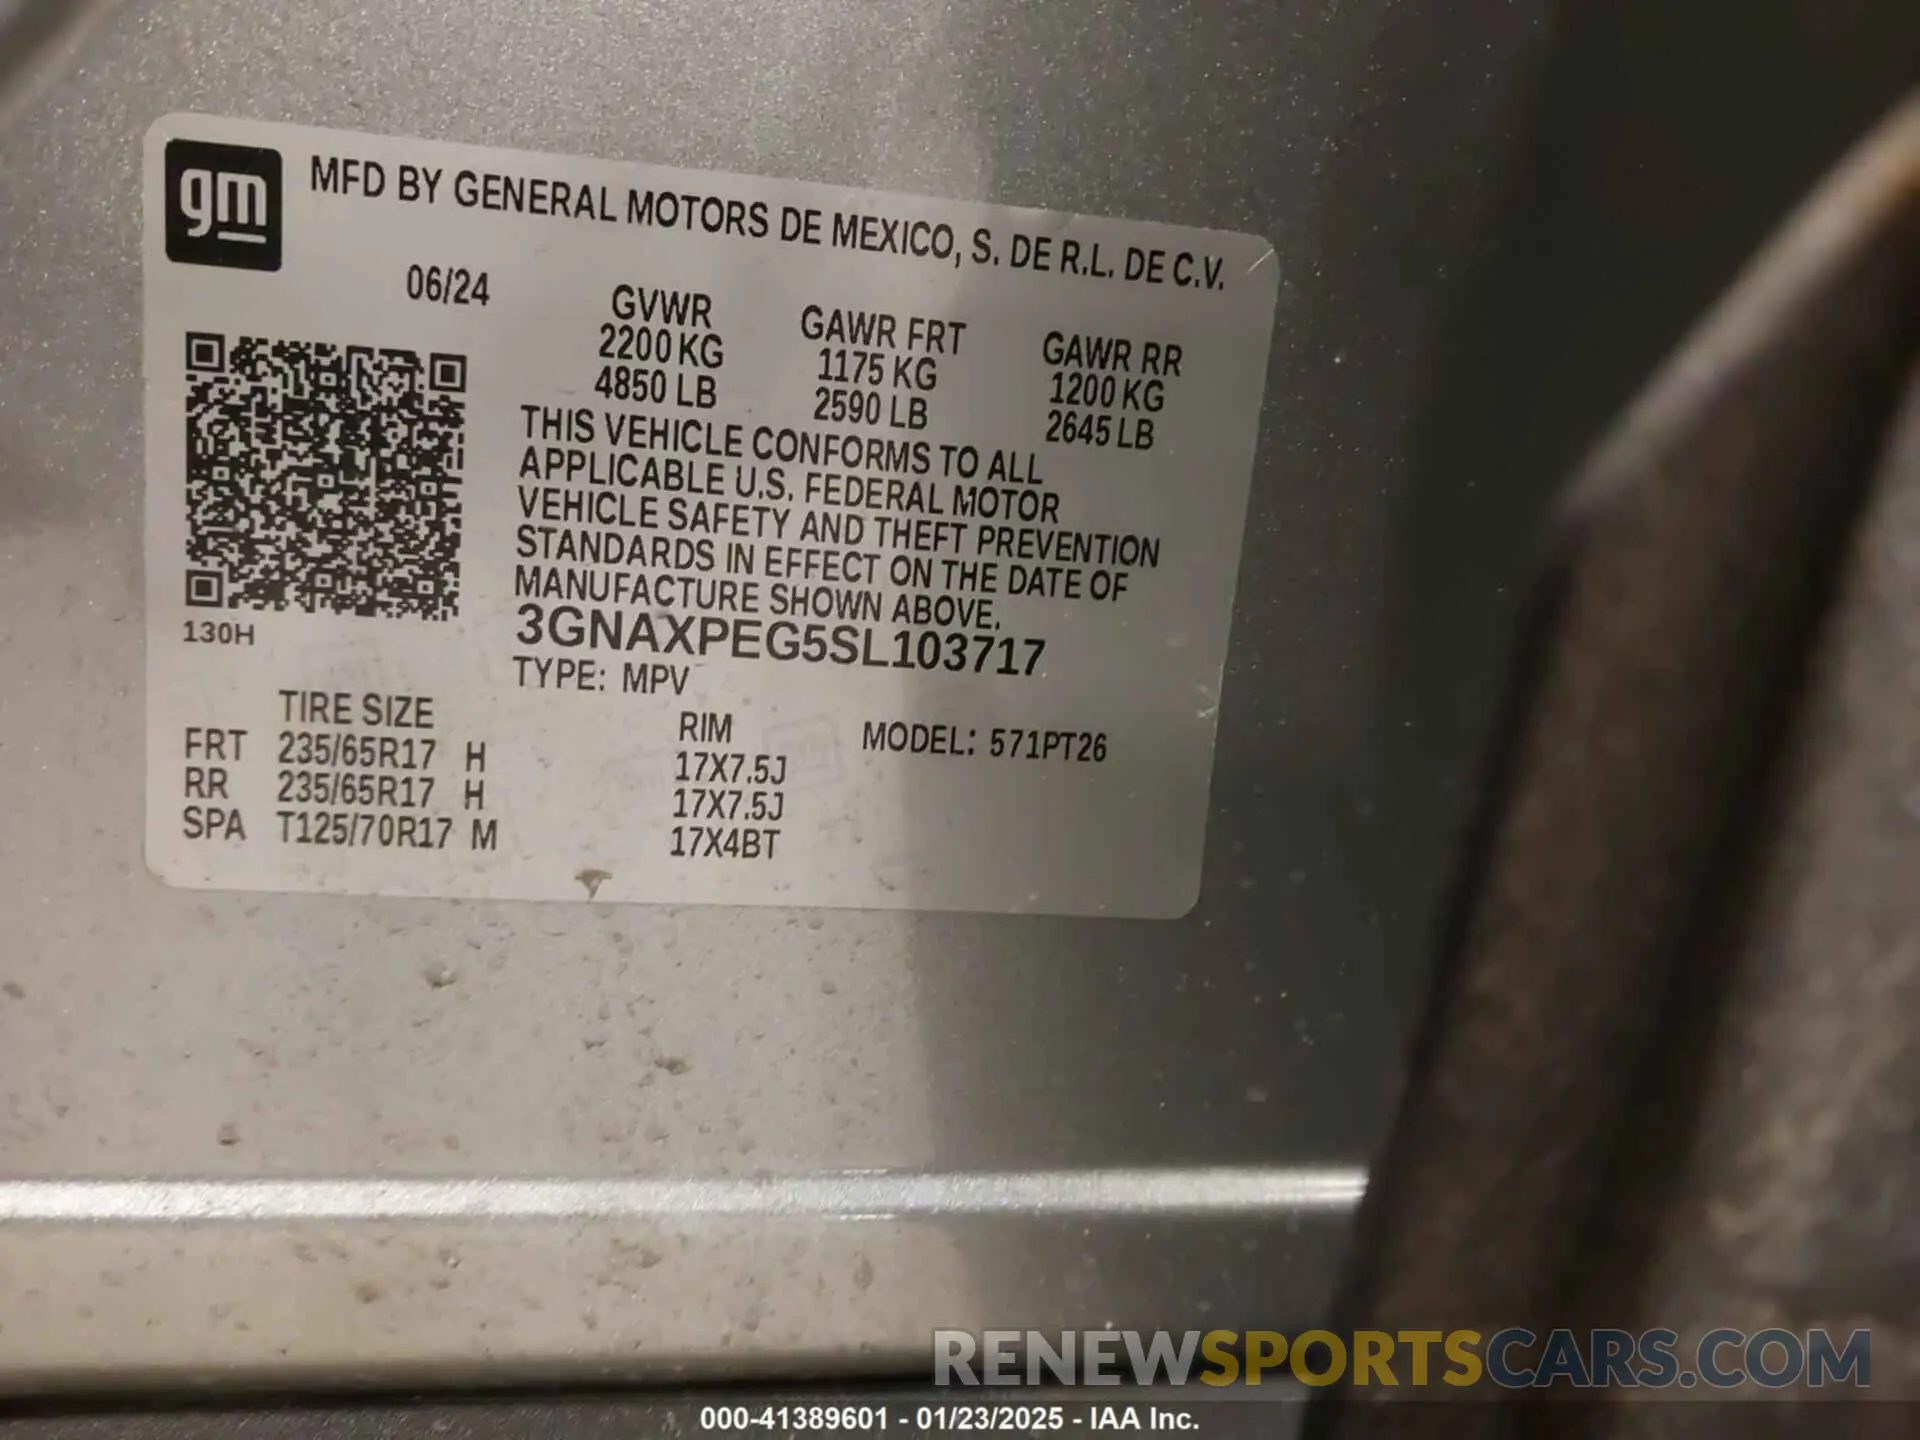 gm
MFD BY GENERAL MOTORS DE MEXICO, S. DE R.L. DE C.V.
06/24
GVWR GAWR FRT GAWR RR
2200 KG 1175 KG 1200 KG
4850 LB 2590 LB 2645 LB
THIS VEHICLE CONFORMS TO ALL
APPLICABLE U.S. FEDERAL MOTOR
VEHICLE SAFETY AND THEFT PREVENTION
STANDARDS IN EFFECT ON THE DATE OF
MANUFACTURE SHOWN ABOVE.
3GNAXPEG5SL103717
130H
TYPE: MPV
TIRE SIZE RIM MODEL: 571PT26
FRT 235/65R17 H 17X7.5J
RR 235/65R17 H 17X7.5J
SPA T125/70R17 M 17X4BT
RENEWSPORTSCARS.COM
000-41389601 - 01/23/2025 - IAA Inc.